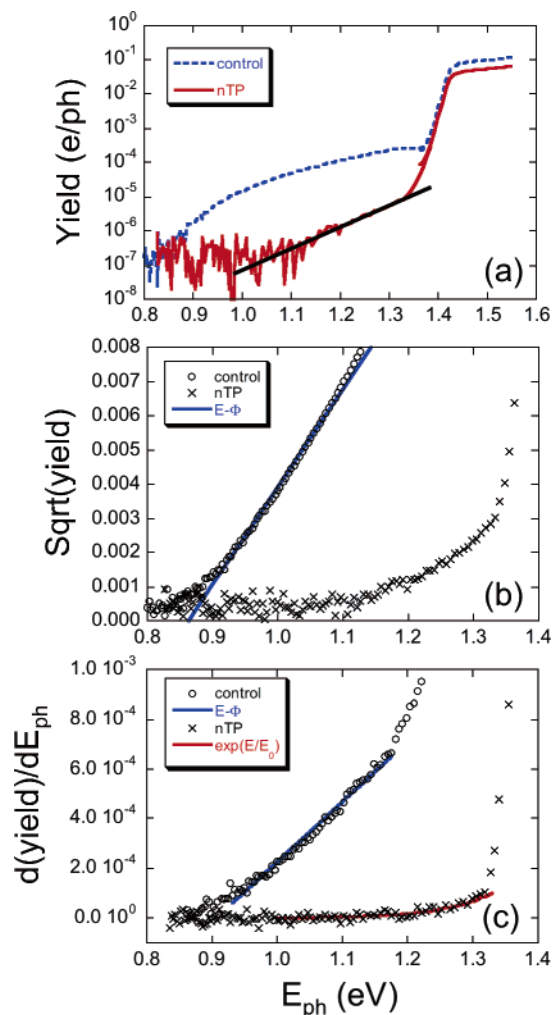 10⁰
10⁻¹
10⁻²
10⁻³
10⁻⁴
10⁻⁵
10⁻⁶
10⁻⁷
10⁻⁸
Yield (e/ph)
control
nTP
(a)
0.8 0.9 1.0 1.1 1.2 1.3 1.4 1.5 1.6
0.008
0.007
0.006
0.005
0.004
0.003
0.002
0.001
0.000
Sqrt(yield)
control
nTP
E-Φ
(b)
0.8 0.9 1.0 1.1 1.2 1.3 1.4
1.0 10⁻³
8.0 10⁻⁴
6.0 10⁻⁴
4.0 10⁻⁴
2.0 10⁻⁴
0.0 10⁰
d(yield)/dE_ph
control
E-Φ
nTP
exp(E/E₀)
(c)
0.8 0.9 1.0 1.1 1.2 1.3 1.4
E_ph (eV)